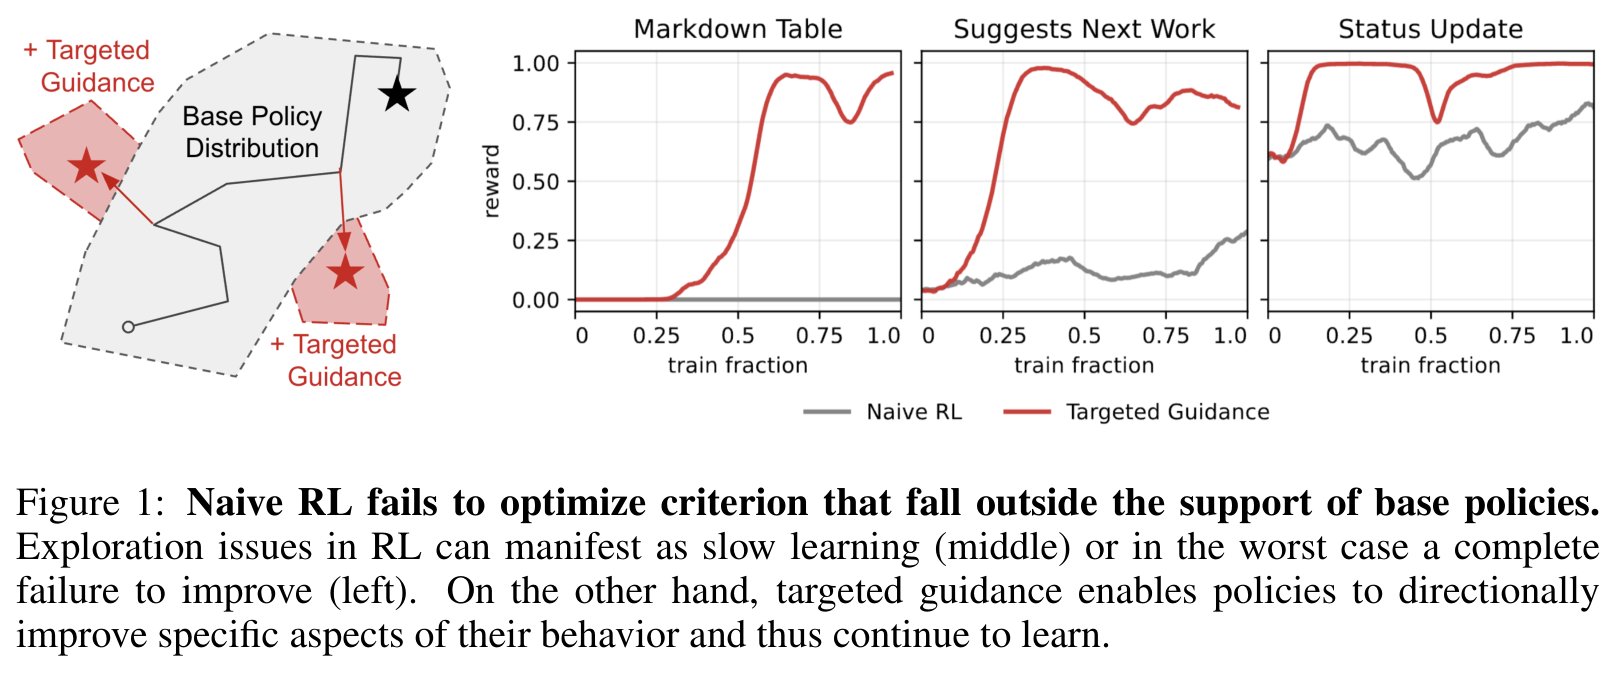 + Targeted
Guidance
Base Policy
Distribution
+ Targeted
Guidance
Markdown Table
Suggests Next Work
Status Update
reward
1.00
0.75
0.50
0.25
0.00
0 0.25 0.5 0.75 1.0
0 0.25 0.5 0.75 1.0
0 0.25 0.5 0.75 1.0
train fraction
train fraction
train fraction
Naive RL
Targeted Guidance
Figure 1: Naive RL fails to optimize criterion that fall outside the support of base policies.
Exploration issues in RL can manifest as slow learning (middle) or in the worst case a complete
failure to improve (left). On the other hand, targeted guidance enables policies to directionally
improve specific aspects of their behavior and thus continue to learn.